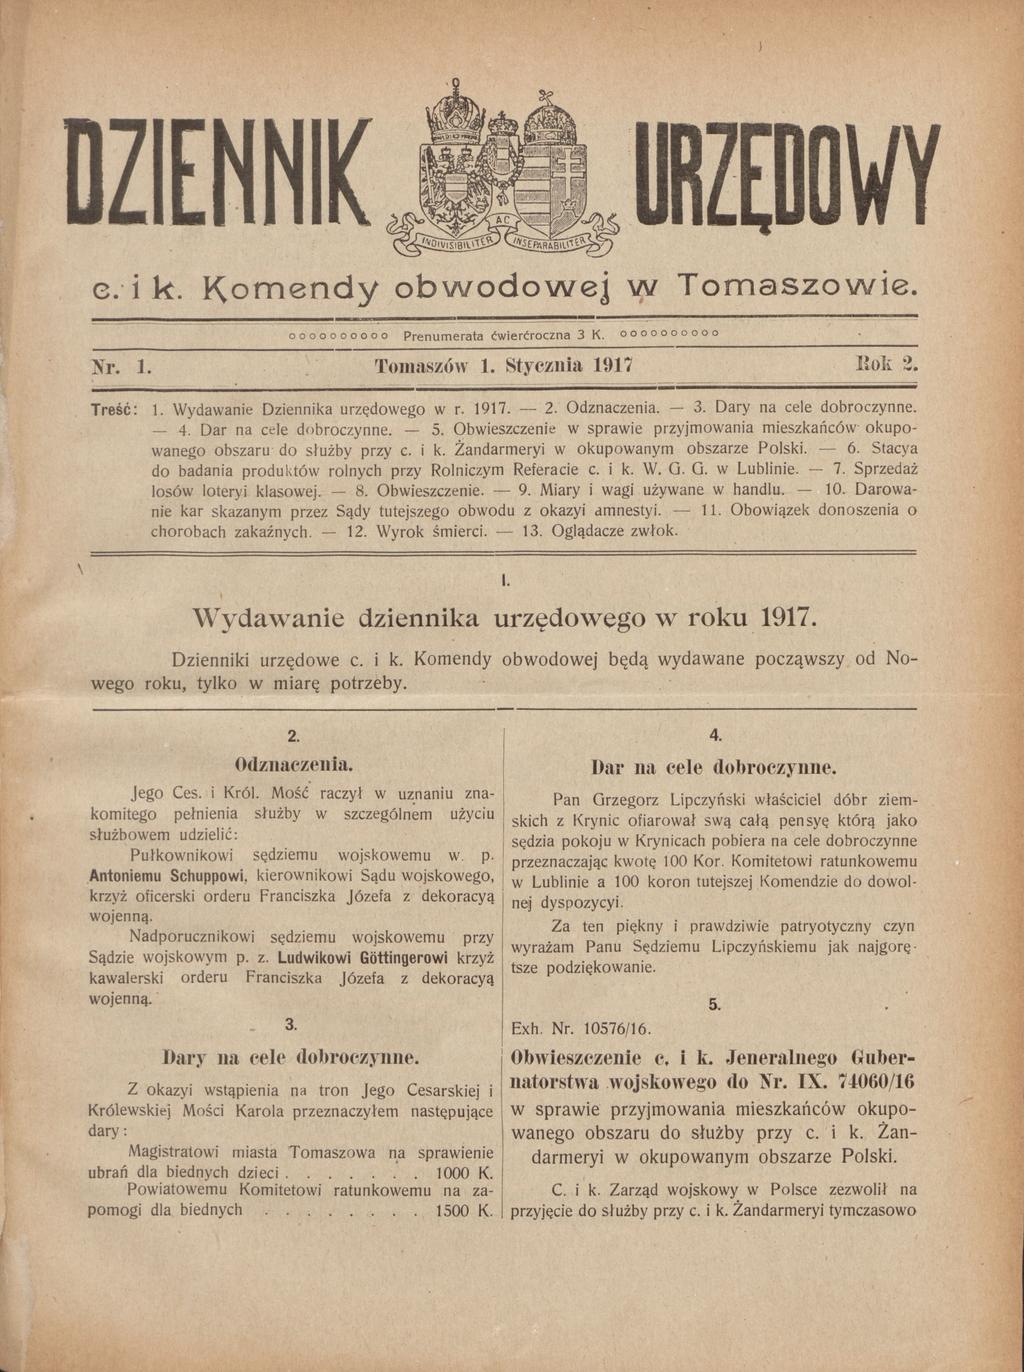 DZIENNIK URZĘDOWY
INDIVISIBILITER AC INSEPARABILITER
c. i k. Komendy obwodowej w Tomaszowie.
oooooooooo Prenumerata ćwierćroczna 3 K. oooooooooo
Nr. 1. Tomaszów 1. Stycznia 1917 Rok 2.
Treść: 1. Wydawanie Dziennika urzędowego w r. 1917. — 2. Odznaczenia. — 3. Dary na cele dobroczynne.
— 4. Dar na cele dobroczynne. — 5. Obwieszczenie w sprawie przyjmowania mieszkańców okupo-
wanego obszaru do służby przy c. i k. Żandarmeryi w okupowanym obszarze Polski. — 6. Stacya
do badania produktów rolnych przy Rolniczym Referacie c. i k. W. G. G. w Lublinie. — 7. Sprzedaż
losów loteryi klasowej. — 8. Obwieszczenie. — 9. Miary i wagi używane w handlu. — 10. Darowa-
nie kar skazanym przez Sądy tutejszego obwodu z okazyi amnestyi. — 11. Obowiązek donoszenia o
chorobach zakaźnych. — 12. Wyrok śmierci. — 13. Oglądacze zwłok.
I.
Wydawanie dziennika urzędowego w roku 1917.
Dzienniki urzędowe c. i k. Komendy obwodowej będą wydawane począwszy od No-
wego roku, tylko w miarę potrzeby.
2.
Odznaczenia.
Jego Ces. i Król. Mość raczył w uznaniu zna-
komitego pełnienia służby w szczególnem użyciu
służbowem udzielić:
Pułkownikowi sędziemu wojskowemu w. p.
Antoniemu Schuppowi, kierownikowi Sądu wojskowego,
krzyż oficerski orderu Franciszka Józefa z dekoracyą
wojenną.
Nadporucznikowi sędziemu wojskowemu przy
Sądzie wojskowym p. z. Ludwikowi Göttingerowi krzyż
kawalerski orderu Franciszka Józefa z dekoracyą
wojenną.
3.
Dary na cele dobroczynne.
Z okazyi wstąpienia na tron Jego Cesarskiej i
Królewskiej Mości Karola przeznaczyłem następujące
dary:
Magistratowi miasta Tomaszowa na sprawienie
ubrań dla biednych dzieci . . . . . . . 1000 K.
Powiatowemu Komitetowi ratunkowemu na za-
pomogi dla biednych . . . . . . . . 1500 K.
4.
Dar na cele dobroczynne.
Pan Grzegorz Lipczyński właściciel dóbr ziem-
skich z Krynic ofiarował swą całą pensyę którą jako
sędzia pokoju w Krynicach pobiera na cele dobroczynne
przeznaczając kwotę 100 Kor. Komitetowi ratunkowemu
w Lublinie a 100 koron tutejszej Komendzie do dowol-
nej dyspozycyi.
Za ten piękny i prawdziwie patryotyczny czyn
wyrażam Panu Sędziemu Lipczyńskiemu jak najgorę-
tsze podziękowanie.
5.
Exh. Nr. 10576/16.
Obwieszczenie c. i k. Jeneralnego Guber-
natorstwa wojskowego do Nr. IX. 74060/16
w sprawie przyjmowania mieszkańców okupo-
wanego obszaru do służby przy c. i k. Żan-
darmeryi w okupowanym obszarze Polski.
C. i k. Zarząd wojskowy w Polsce zezwolił na
przyjęcie do służby przy c. i k. Żandarmeryi tymczasowo